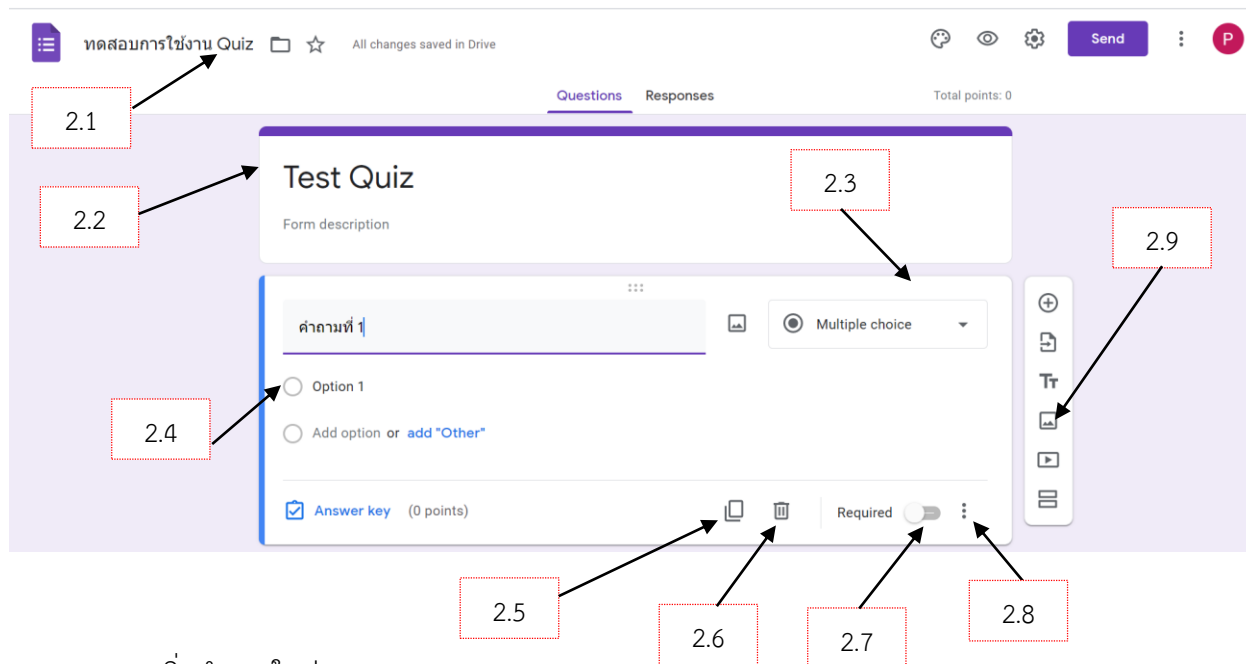 ทดสอบการใช้งาน Quiz
All changes saved in Drive
Send
P
Questions Responses
Total points: 0
2.1
2.2
Test Quiz
Form description
2.3
2.9
คำถามที่ 1
Multiple choice
Tт
Option 1
2.4
Add option or add "Other"
Answer key (0 points)
Required
2.5
2.6
2.7
2.8